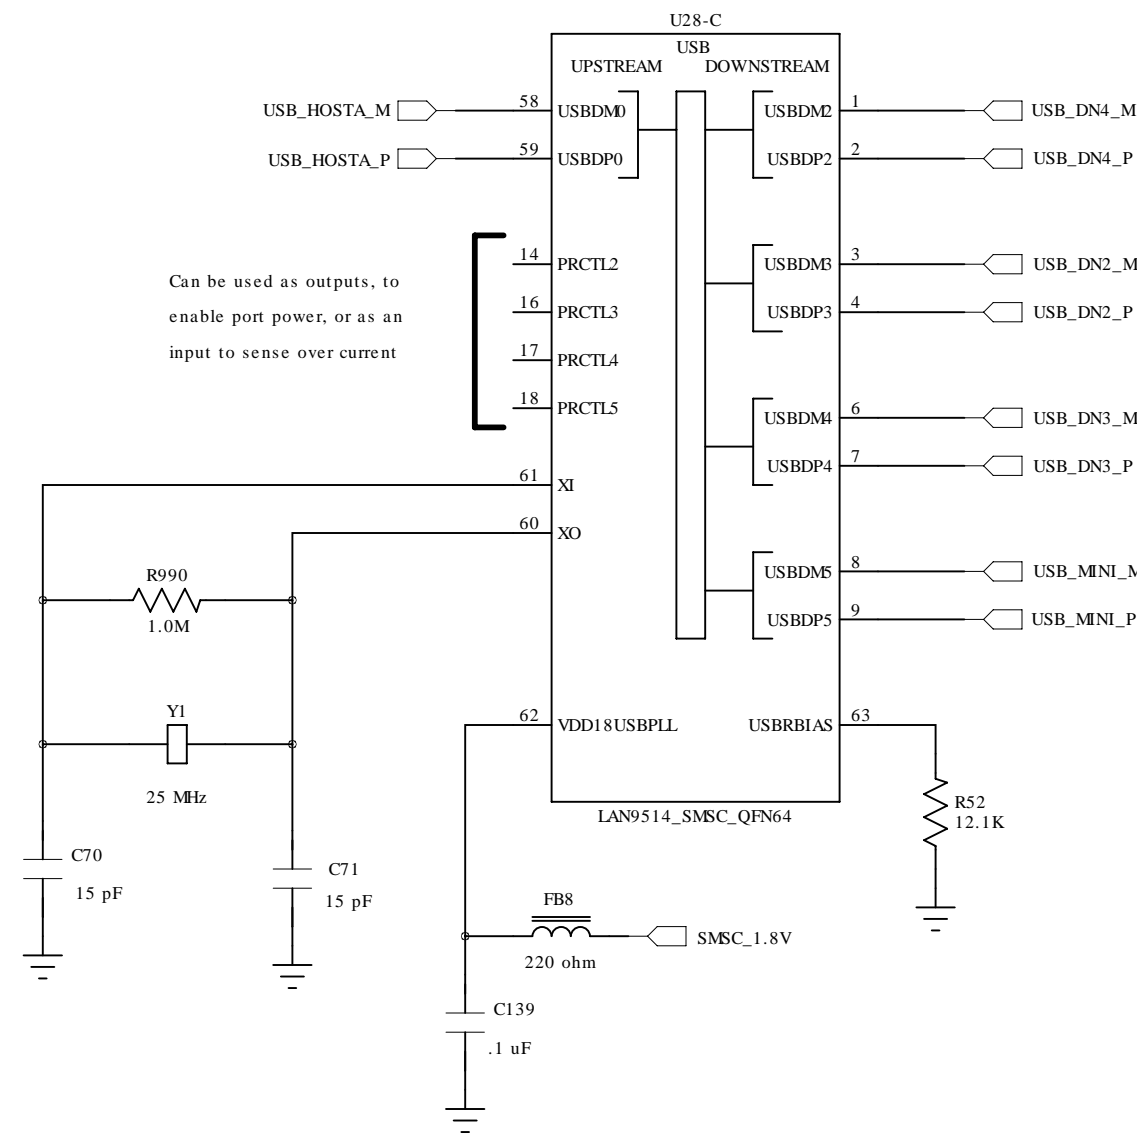 U28-C
USB
UPSTREAM DOWNSTREAM
USB_HOSTA_M 58 USBDM0 USBDM2 1 USB_DN4_M
USB_HOSTA_P 59 USBDP0 USBDP2 2 USB_DN4_P
14 PRCTL2 USBDM3 3 USB_DN2_M
Can be used as outputs, to
enable port power, or as an
input to sense over current
16 PRCTL3 USBDP3 4 USB_DN2_P
17 PRCTL4
18 PRCTL5 USBDM4 6 USB_DN3_M
USBDP4 7 USB_DN3_P
61 XI
60 XO
R990
1.0M
USBDM5 8 USB_MINI_M
USBDP5 9 USB_MINI_P
Y1
25 MHz
62 VDD18USBPLL USBRBIAS 63
LAN9514_SMSC_QFN64
R52
12.1K
C70
15 pF
C71
15 pF
FB8
220 ohm
SMSC_1.8V
C139
.1 uF